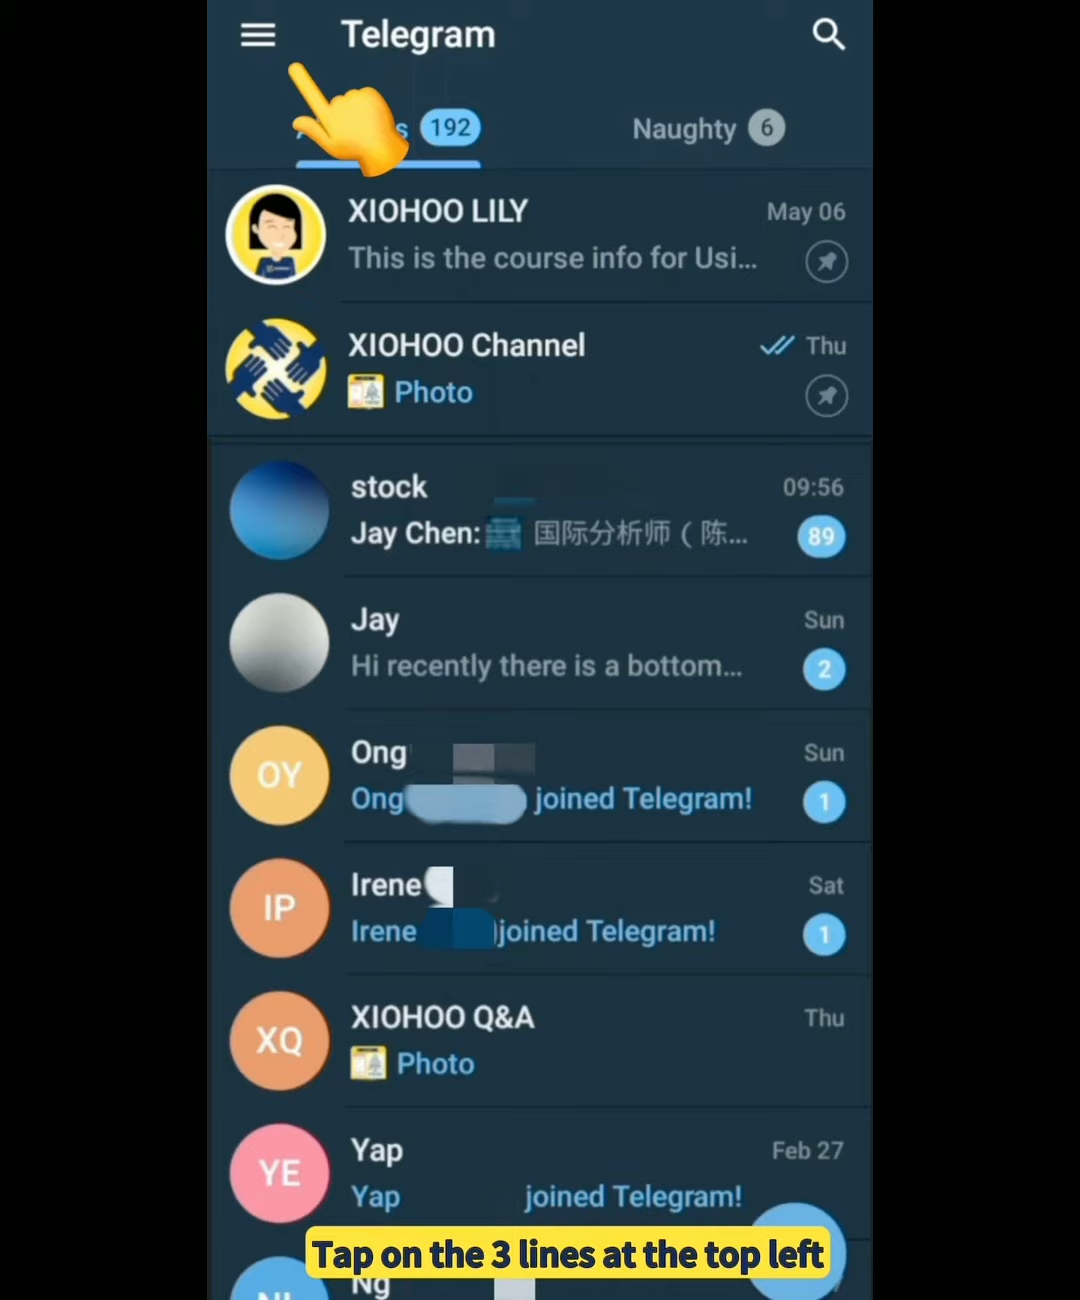 Telegram
192
Naughty 6
XIOHOO LILY May 06
This is the course info for Usi...
XIOHOO Channel Thu
Photo
stock 09:56
Jay Chen: 国际分析师（陈... 89
Jay Sun
Hi recently there is a bottom... 2
OY Ong Sun
Ong joined Telegram! 1
IP Irene Sat
Irene joined Telegram! 1
XQ XIOHOO Q&A Thu
Photo
YE Yap Feb 27
Yap joined Telegram!
Tap on the 3 lines at the top left
Ng